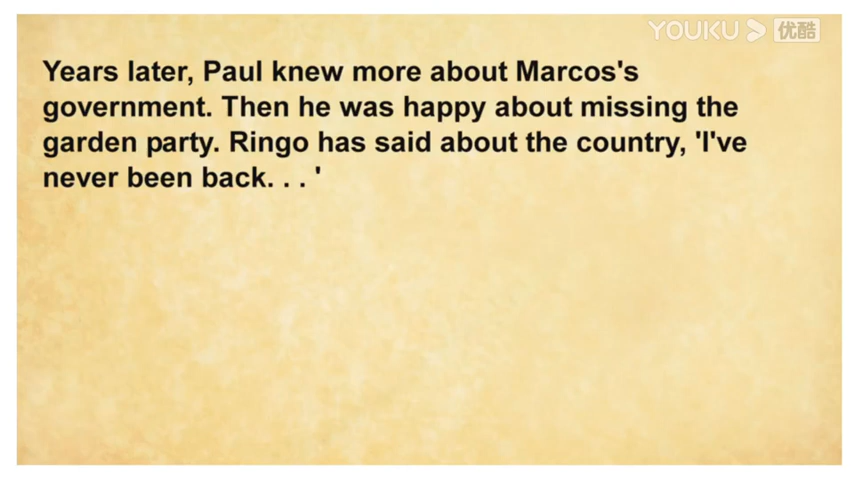 YOUKU 优酷
Years later, Paul knew more about Marcos's
government. Then he was happy about missing the
garden party. Ringo has said about the country, 'I've
never been back. . . '